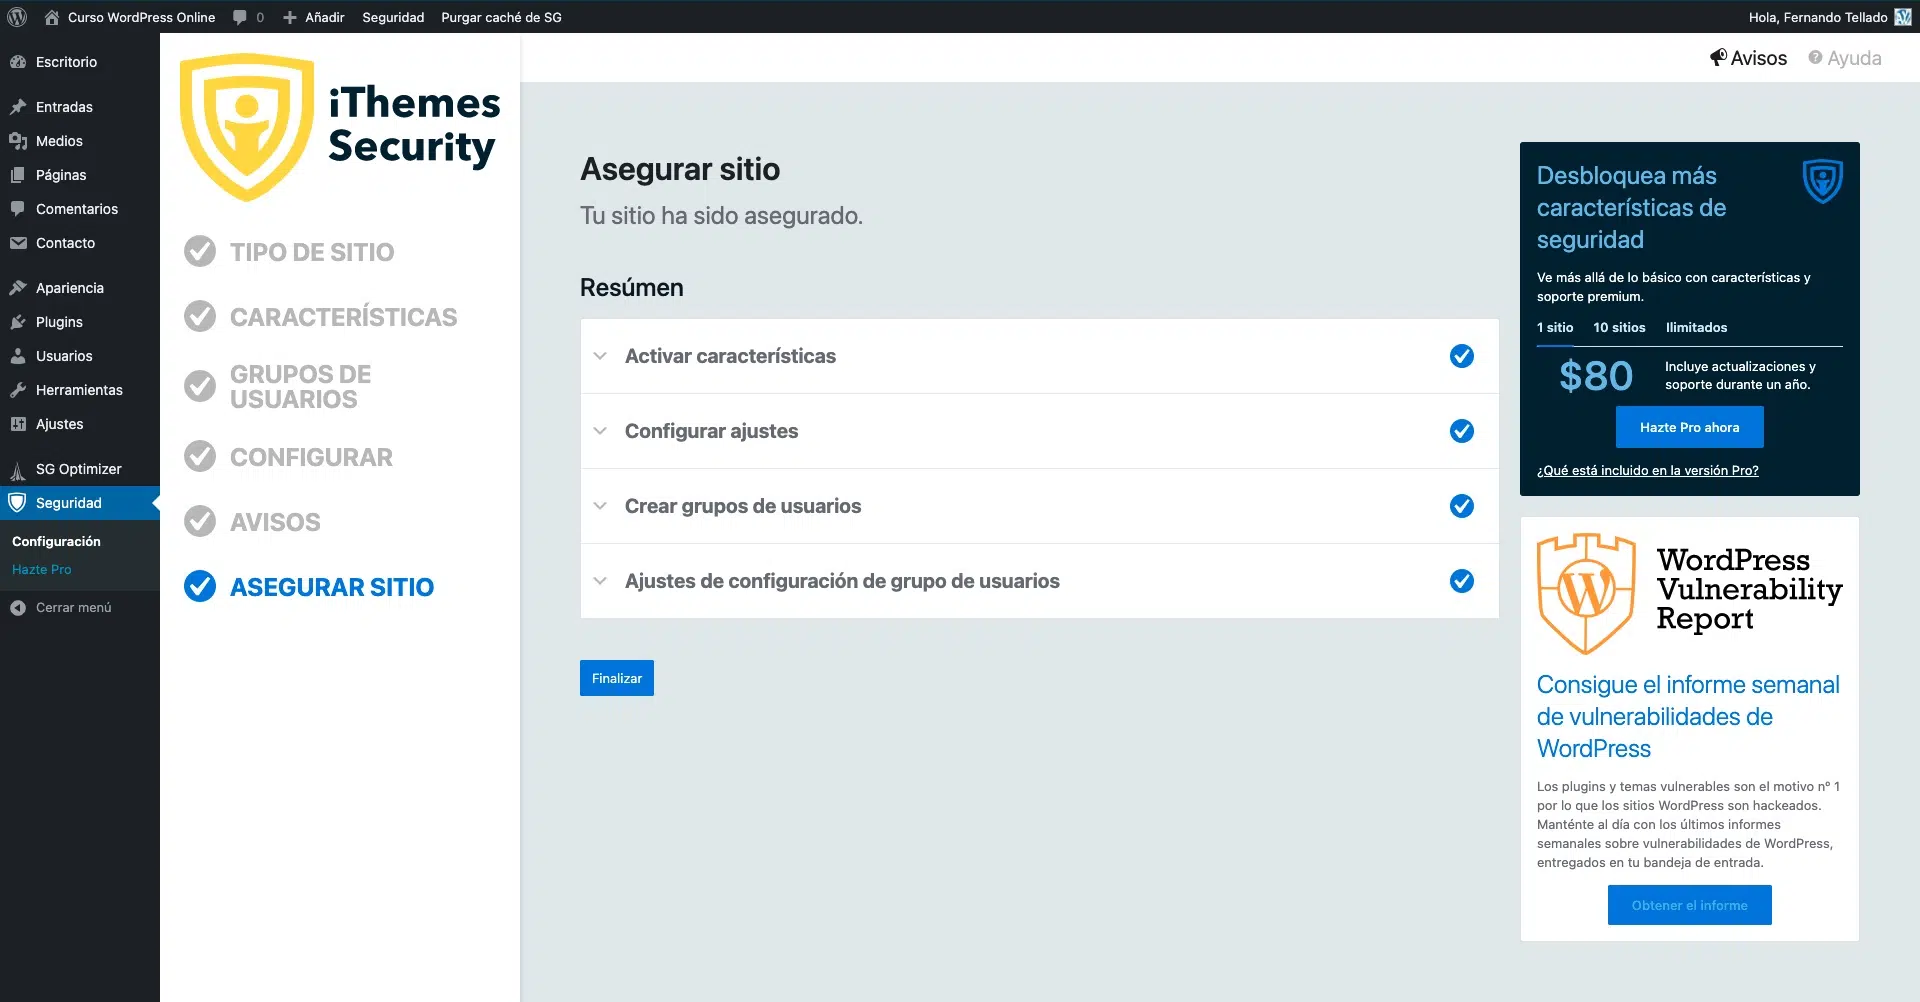 Curso WordPress Online
0
Añadir
Seguridad
Purgar caché de SG
Hola, Fernando Tellado
Escritorio
Entradas
Medios
Páginas
Comentarios
Contacto
Apariencia
Plugins
Usuarios
Herramientas
Ajustes
SG Optimizer
Seguridad
Configuración
Hazte Pro
Cerrar menú
iThemes
Security
TIPO DE SITIO
CARACTERÍSTICAS
GRUPOS DE
USUARIOS
CONFIGURAR
AVISOS
ASEGURAR SITIO
Avisos
Ayuda
Asegurar sitio
Tu sitio ha sido asegurado.
Resúmen
Activar características
Configurar ajustes
Crear grupos de usuarios
Ajustes de configuración de grupo de usuarios
Finalizar
Desbloquea más
características de
seguridad
Ve más allá de lo básico con características y
soporte premium.
1 sitio
10 sitios
Ilimitados
$80
Incluye actualizaciones y
soporte durante un año.
Hazte Pro ahora
¿Qué está incluido en la versión Pro?
WordPress
Vulnerability
Report
Consigue el informe semanal
de vulnerabilidades de
WordPress
Los plugins y temas vulnerables son el motivo nº 1
por lo que los sitios WordPress son hackeados.
Manténte al día con los últimos informes
semanales sobre vulnerabilidades de WordPress,
entregados en tu bandeja de entrada.
Obtener el informe